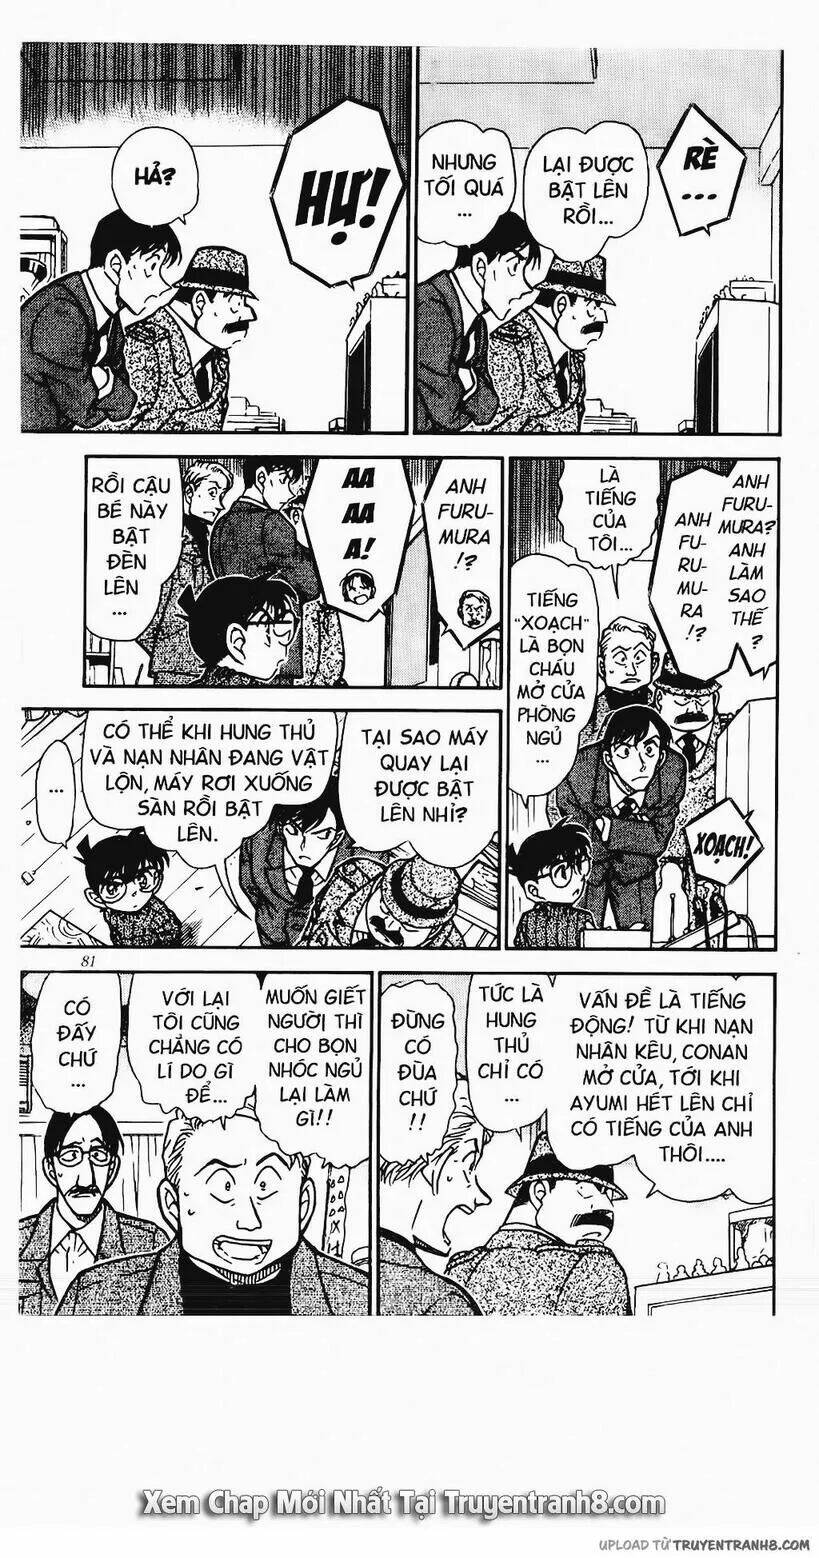 RÈ
...
LẠI ĐƯỢC
BẬT LÊN
RỒI...
NHƯNG
TỐI QUÁ
...
HỰ!
HẢ?
ANH
FURU-
MURA?
ANH
LÀM
SAO
THẾ
?
ANH
FU-
RU-
MU-
RA
!?
LÀ
TIẾNG
CỦA
TÔI...
TIẾNG
"XOẠCH"
LÀ BỌN
CHÁU
MỞ CỬA
PHÒNG
NGỦ
...
XOẠCH!
ANH
FURU-
MURA
!?
AA
AA
A!
RỒI CẬU
BÉ NÀY
BẬT
ĐÈN
LÊN
...
TẠI SAO MÁY
QUAY LẠI
ĐƯỢC BẬT
LÊN NHỈ?
CÓ THỂ KHI HUNG THỦ
VÀ NẠN NHÂN ĐANG VẬT
LỘN, MÁY RƠI XUỐNG
SÀN RỒI BẬT
LÊN.
...
81
VẤN ĐỀ LÀ TIẾNG
ĐỘNG! TỪ KHI NẠN
NHÂN KÊU, CONAN
MỞ CỬA, TỚI KHI
AYUMI HÉT LÊN CHỈ
CÓ TIẾNG CỦA ANH
THÔI....
TỨC LÀ
HUNG
THỦ
CHỈ CÓ
...
ĐỪNG
CÓ
ĐÙA
CHỨ
!!
MUỐN GIẾT
NGƯỜI THÌ
CHO BỌN
NHÓC NGỦ
LẠI LÀM
GÌ!!
VỚI LẠI
TÔI CŨNG
CHẲNG CÓ
LÍ DO GÌ
ĐỂ...
CÓ
ĐẤY
CHỨ
...
Xem Chap Mới Nhất Tại Truyentranh8.com
UPLOAD TỪ TRUYENTRANH8.COM